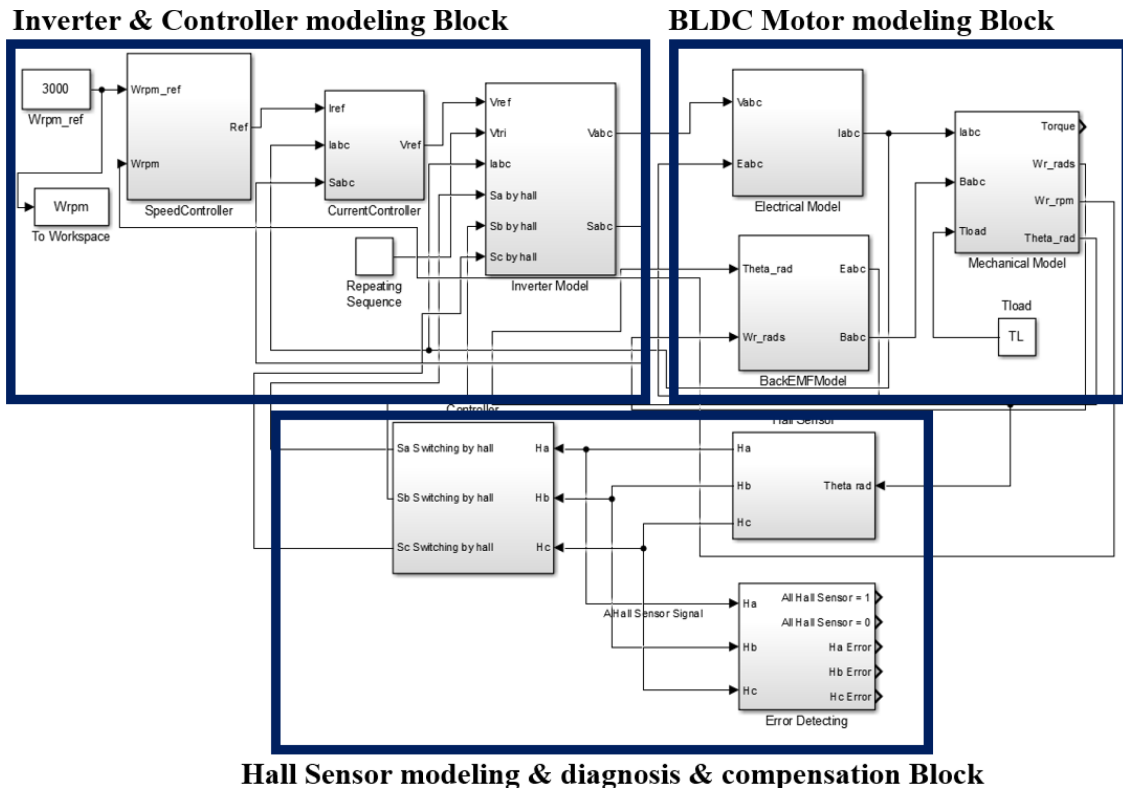 Inverter & Controller modeling Block
BLDC Motor modeling Block
3000
Wrpm_ref
Wrpm
To Workspace
Wrpm_ref
Wrpm
Ref
SpeedController
Iref
Iabc
Sabc
Vref
CurrentController
Repeating
Sequence
Vref
Vtri
Iabc
Sa by hall
Sb by hall
Sc by hall
Vabc
Sabc
Inverter Model
Vabc
Eabc
Iabc
Electrical Model
Theta_rad
Wr_rads
Eabc
Babc
BackEMFModel
Iabc
Babc
Tload
Torque
Wr_rads
Wr_rpm
Theta_rad
Mechanical Model
Tload
TL
Controller
Sa Switching by hall
Sb Switching by hall
Sc Switching by hall
Ha
Hb
Hc
Hall Sensor
Ha
Hb
Hc
Theta rad
Hall Sensor Signal
Ha
Hb
Hc
All Hall Sensor = 1
All Hall Sensor = 0
Ha Error
Hb Error
Hc Error
Error Detecting
Hall Sensor modeling & diagnosis & compensation Block